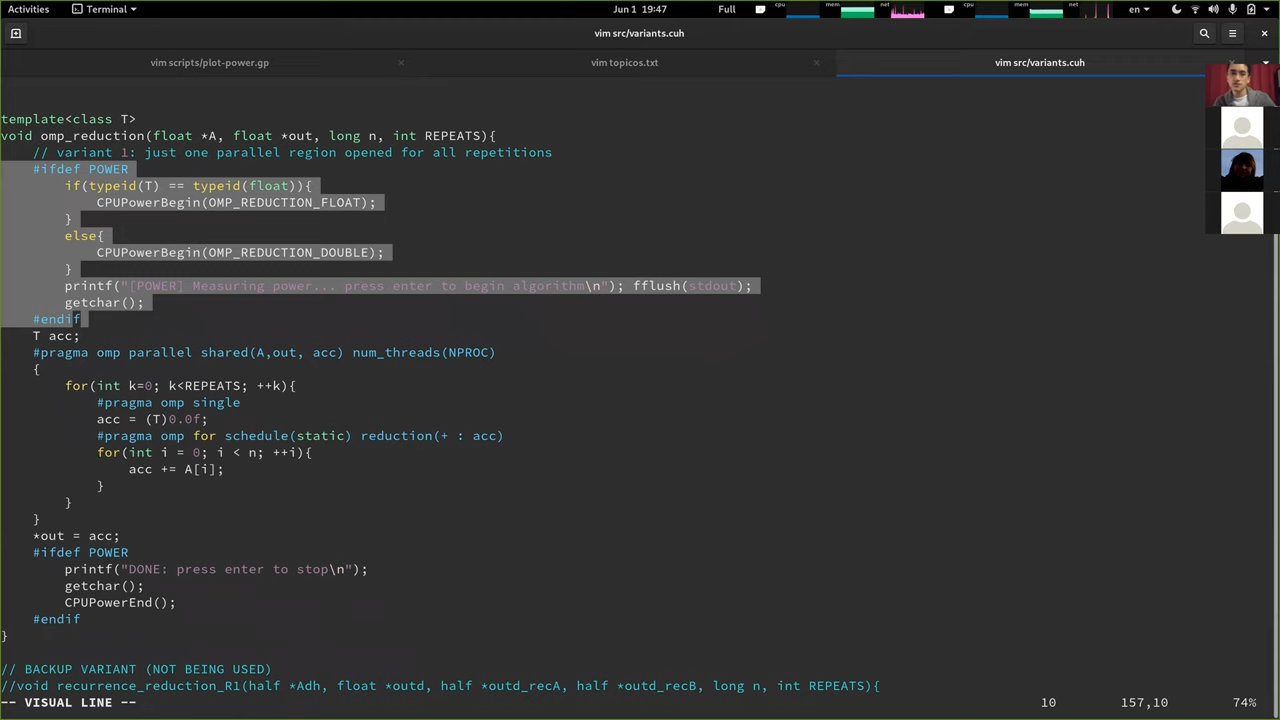 Activities
Terminal
Jun 1 19:47
Full
cpu
mem
net
cpu
mem
net
en
vim src/variants.cuh
vim scripts/plot-power.gp
vim topicos.txt
vim src/variants.cuh
template<class T>
void omp_reduction(float *A, float *out, long n, int REPEATS){
// variant 1: just one parallel region opened for all repetitions
#ifdef POWER
if(typeid(T) == typeid(float)){
CPUPowerBegin(OMP_REDUCTION_FLOAT);
}
else{
CPUPowerBegin(OMP_REDUCTION_DOUBLE);
}
printf("[POWER] Measuring power... press enter to begin algorithm\n"); fflush(stdout);
getchar();
#endif
T acc;
#pragma omp parallel shared(A,out, acc) num_threads(NPROC)
{
for(int k=0; k<REPEATS; ++k){
#pragma omp single
acc = (T)0.0f;
#pragma omp for schedule(static) reduction(+ : acc)
for(int i = 0; i < n; ++i){
acc += A[i];
}
}
}
*out = acc;
#ifdef POWER
printf("DONE: press enter to stop\n");
getchar();
CPUPowerEnd();
#endif
}
// BACKUP VARIANT (NOT BEING USED)
//void recurrence_reduction_R1(half *Adh, float *outd, half *outd_recA, half *outd_recB, long n, int REPEATS){
-- VISUAL LINE --
10
157,10
74%